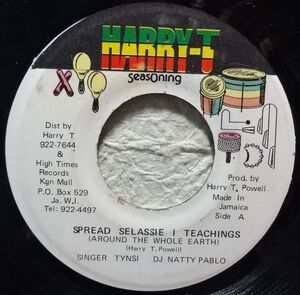 HARRY-T
seasoning
Dist by
Harry T
922-7644
&
High Times
Records
Kgn Mall
P.O. Box 529
Ja. W.I.
Tel: 922-4497
Prod. by
Harry T. Powell
Made in
Jamaica
Side A
SPREAD SELASSIE I TEACHINGS
(AROUND THE WHOLE EARTH)
(Harry T. Powell)
SINGER TYNSI DJ NATTY PABLO